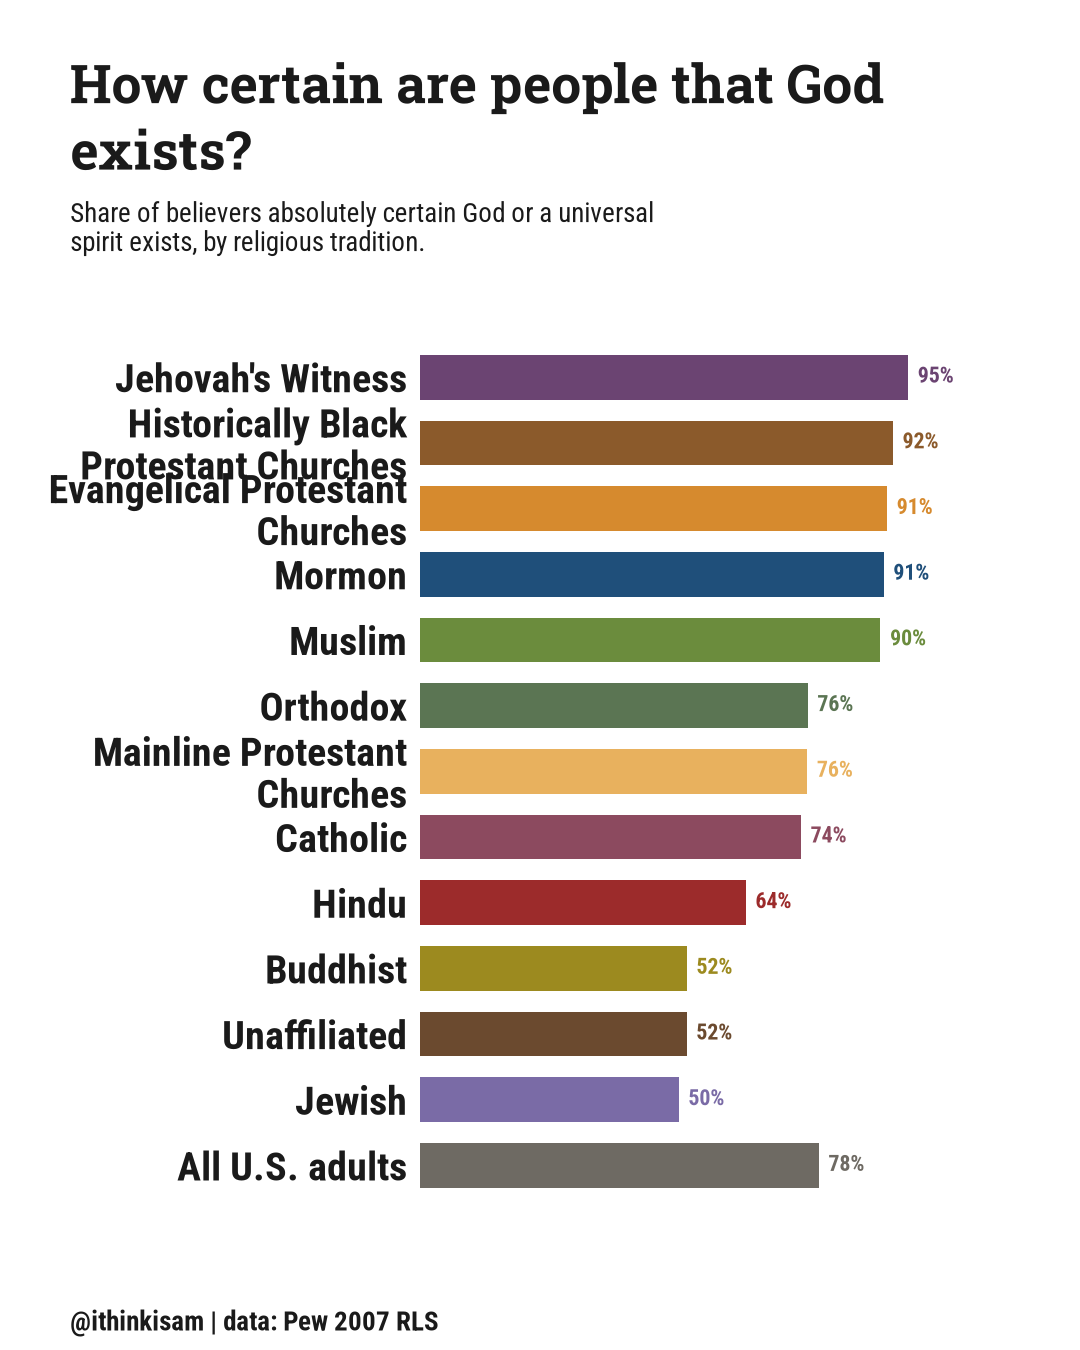 How certain are people that God
exists?
Share of believers absolutely certain God or a universal
spirit exists, by religious tradition.
Jehovah's Witness 95%
Historically Black
Protestant Churches 92%
Evangelical Protestant
Churches 91%
Mormon 91%
Muslim 90%
Orthodox 76%
Mainline Protestant
Churches 76%
Catholic 74%
Hindu 64%
Buddhist 52%
Unaffiliated 52%
Jewish 50%
All U.S. adults 78%
@ithinkisam | data: Pew 2007 RLS